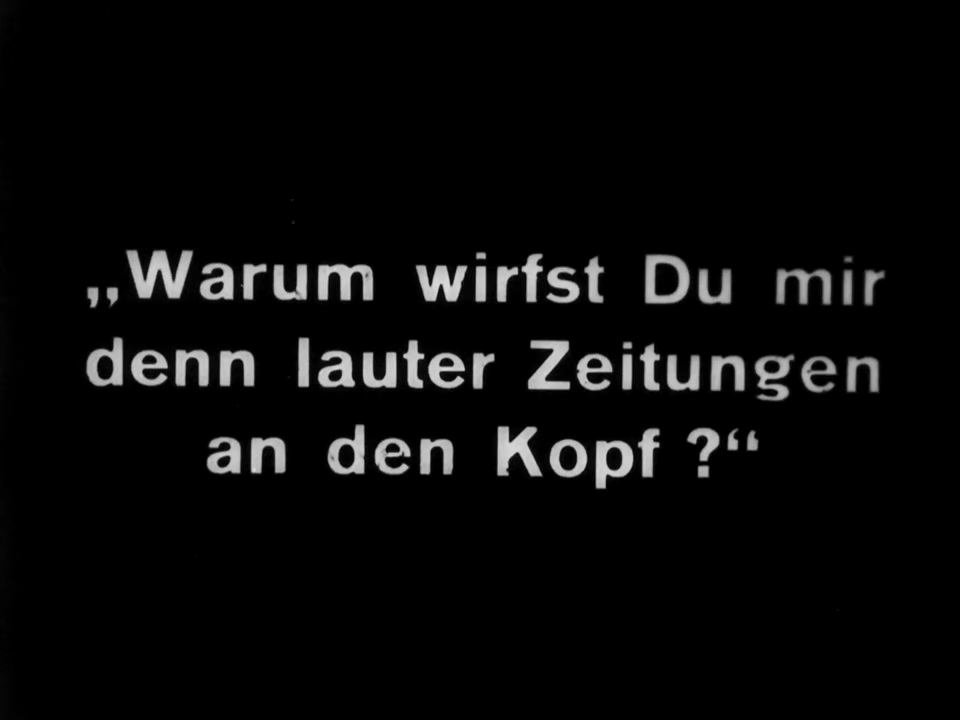 „Warum wirfst Du mir
denn lauter Zeitungen
an den Kopf ?“